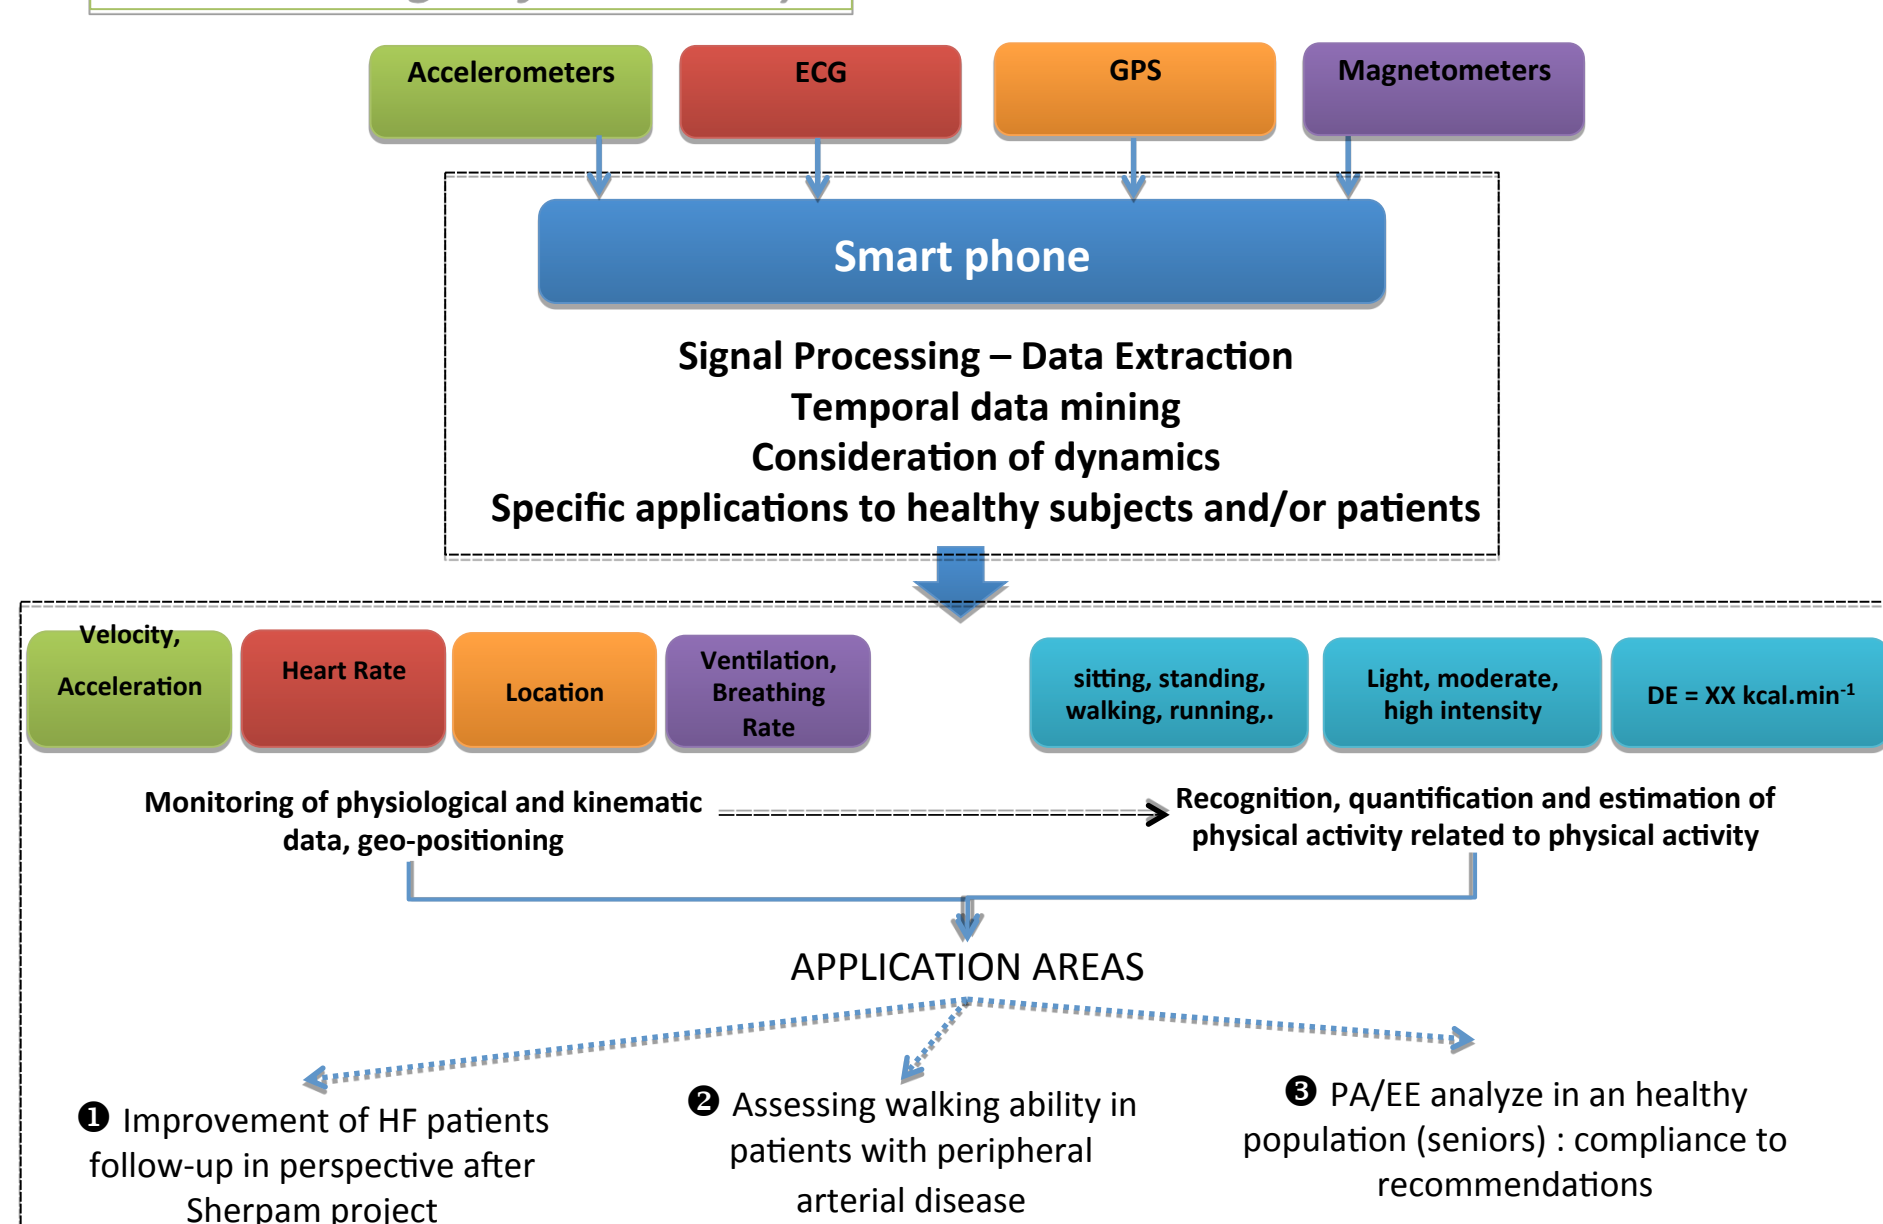 Accelerometers
ECG
GPS
Magnetometers
Smart phone
Signal Processing – Data Extraction
Temporal data mining
Consideration of dynamics
Specific applications to healthy subjects and/or patients
Velocity,
Acceleration
Heart Rate
Location
Ventilation,
Breathing
Rate
sitting, standing,
walking, running,.
Light, moderate,
high intensity
DE = XX kcal.min-1
Monitoring of physiological and kinematic
data, geo-positioning
Recognition, quantification and estimation of
physical activity related to physical activity
APPLICATION AREAS
❶ Improvement of HF patients
follow-up in perspective after
Sherpam project
❷ Assessing walking ability in
patients with peripheral
arterial disease
❸ PA/EE analyze in an healthy
population (seniors) : compliance to
recommendations